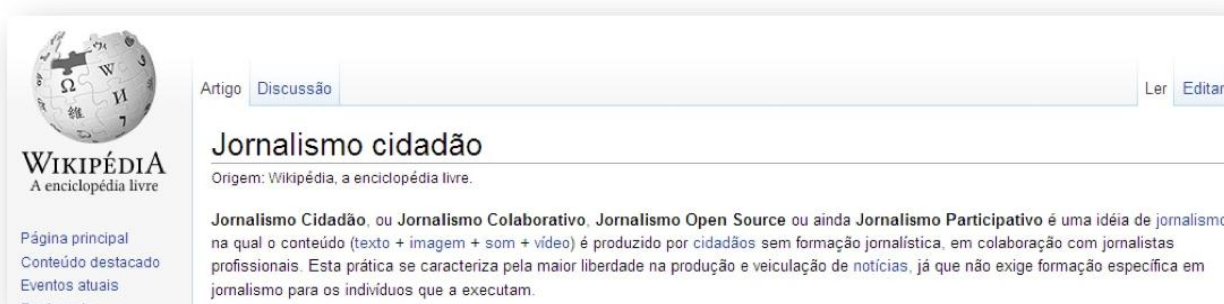 Artigo Discussão Ler Editar
WIKIPÉDIA
A enciclopédia livre
Jornalismo cidadão
Origem: Wikipédia, a enciclopédia livre.
Jornalismo Cidadão, ou Jornalismo Colaborativo, Jornalismo Open Source ou ainda Jornalismo Participativo é uma idéia de jornalismo
na qual o conteúdo (texto + imagem + som + vídeo) é produzido por cidadãos sem formação jornalística, em colaboração com jornalistas
profissionais. Esta prática se caracteriza pela maior liberdade na produção e veiculação de notícias, já que não exige formação específica em
jornalismo para os indivíduos que a executam.
Página principal
Conteúdo destacado
Eventos atuais